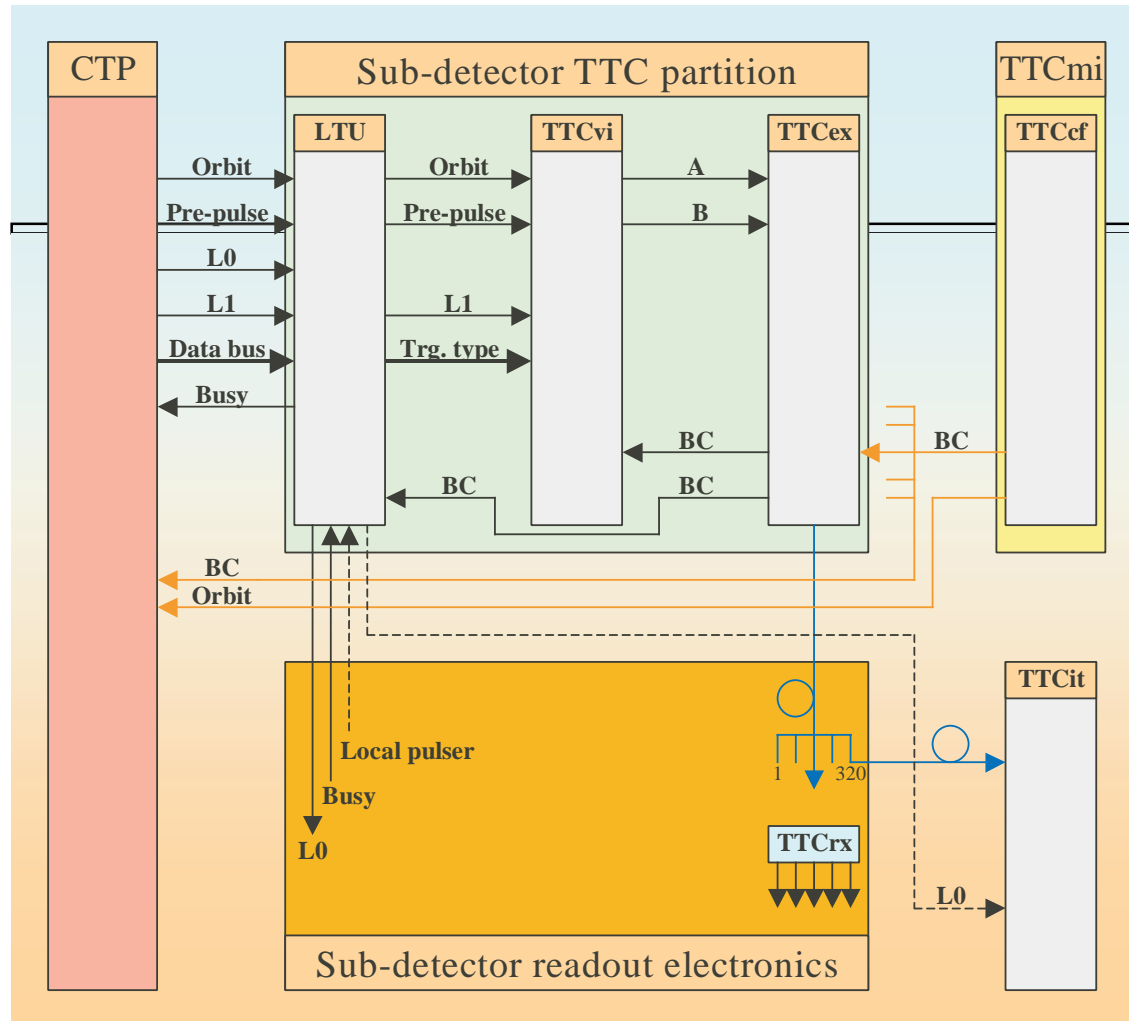 CTP
Sub-detector TTC partition
TTCmi
LTU
TTCvi
TTCex
TTCcf
Orbit
Orbit
A
Pre-pulse
Pre-pulse
B
L0
L1
L1
Data bus
Trg. type
Busy
BC
BC
BC
BC
BC
Orbit
TTCit
Local pulser
1
320
Busy
L0
TTCrx
L0
Sub-detector readout electronics